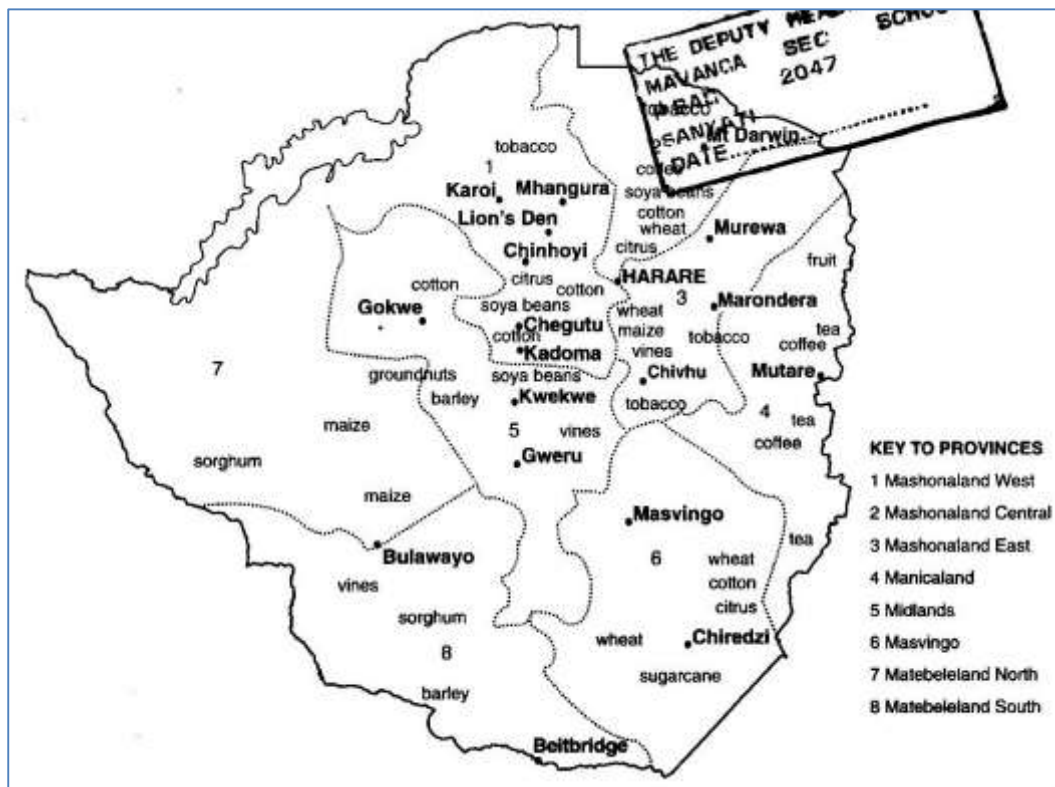 THE DEPUTY
MAVANCA SEC SCHOOL
2047
tobacco
SANYATI
Mt Darwin
DATE
tobacco
1
coffee
Karoi Mhangura
soya beans
Lion's Den
cotton
wheat
Murewa
citrus
Chinhoyi
fruit
citrus
HARARE
cotton
cotton
3
Gokwe
soya beans
wheat
Marondera
Chegutu
maize
tea
cotton
tobacco
coffee
Kadoma
vines
7
groundnuts
soya beans
Chivhu
Mutare
barley
Kwekwe
tobacco
4
tea
maize
5
vines
coffee
sorghum
Gweru
maize
Masvingo
Bulawayo
6
wheat
tea
vines
cotton
sorghum
citrus
8
wheat
Chiredzi
sugarcane
barley
Beitbridge
KEY TO PROVINCES
1 Mashonaland West
2 Mashonaland Central
3 Mashonaland East
4 Manicaland
5 Midlands
6 Masvingo
7 Matebeleland North
8 Matebeleland South